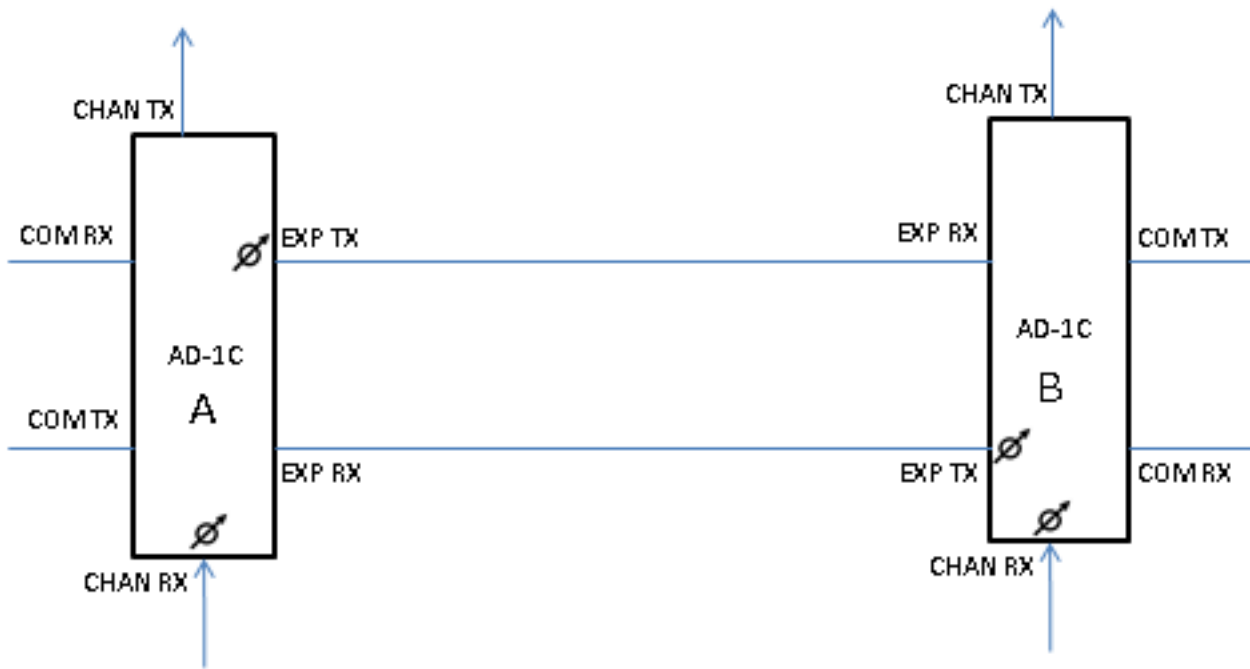 CHAN TX
CHAN TX
COM RX
EXP TX
EXP RX
COM TX
AD-1C
A
AD-1C
B
COM TX
EXP RX
EXP TX
COM RX
CHAN RX
CHAN RX